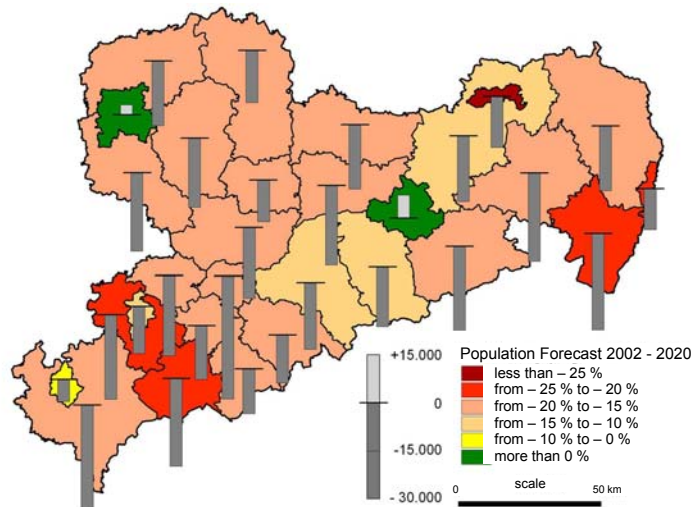 Population Forecast 2002 - 2020
less than – 25 %
from – 25 % to – 20 %
from – 20 % to – 15 %
from – 15 % to – 10 %
from – 10 % to – 0 %
more than 0 %
+15.000
0
-15.000
- 30.000
scale
0 50 km